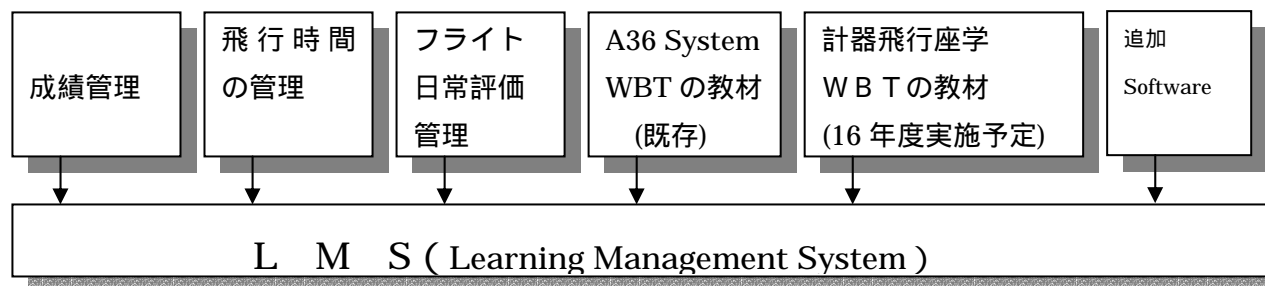 成績管理
飛行時間
の管理
フライト
日常評価
管理
A36 System
WBT の教材
(既存)
計器飛行座学
ＷＢＴの教材
(16 年度実施予定)
追加
Software
L M S ( Learning Management System )